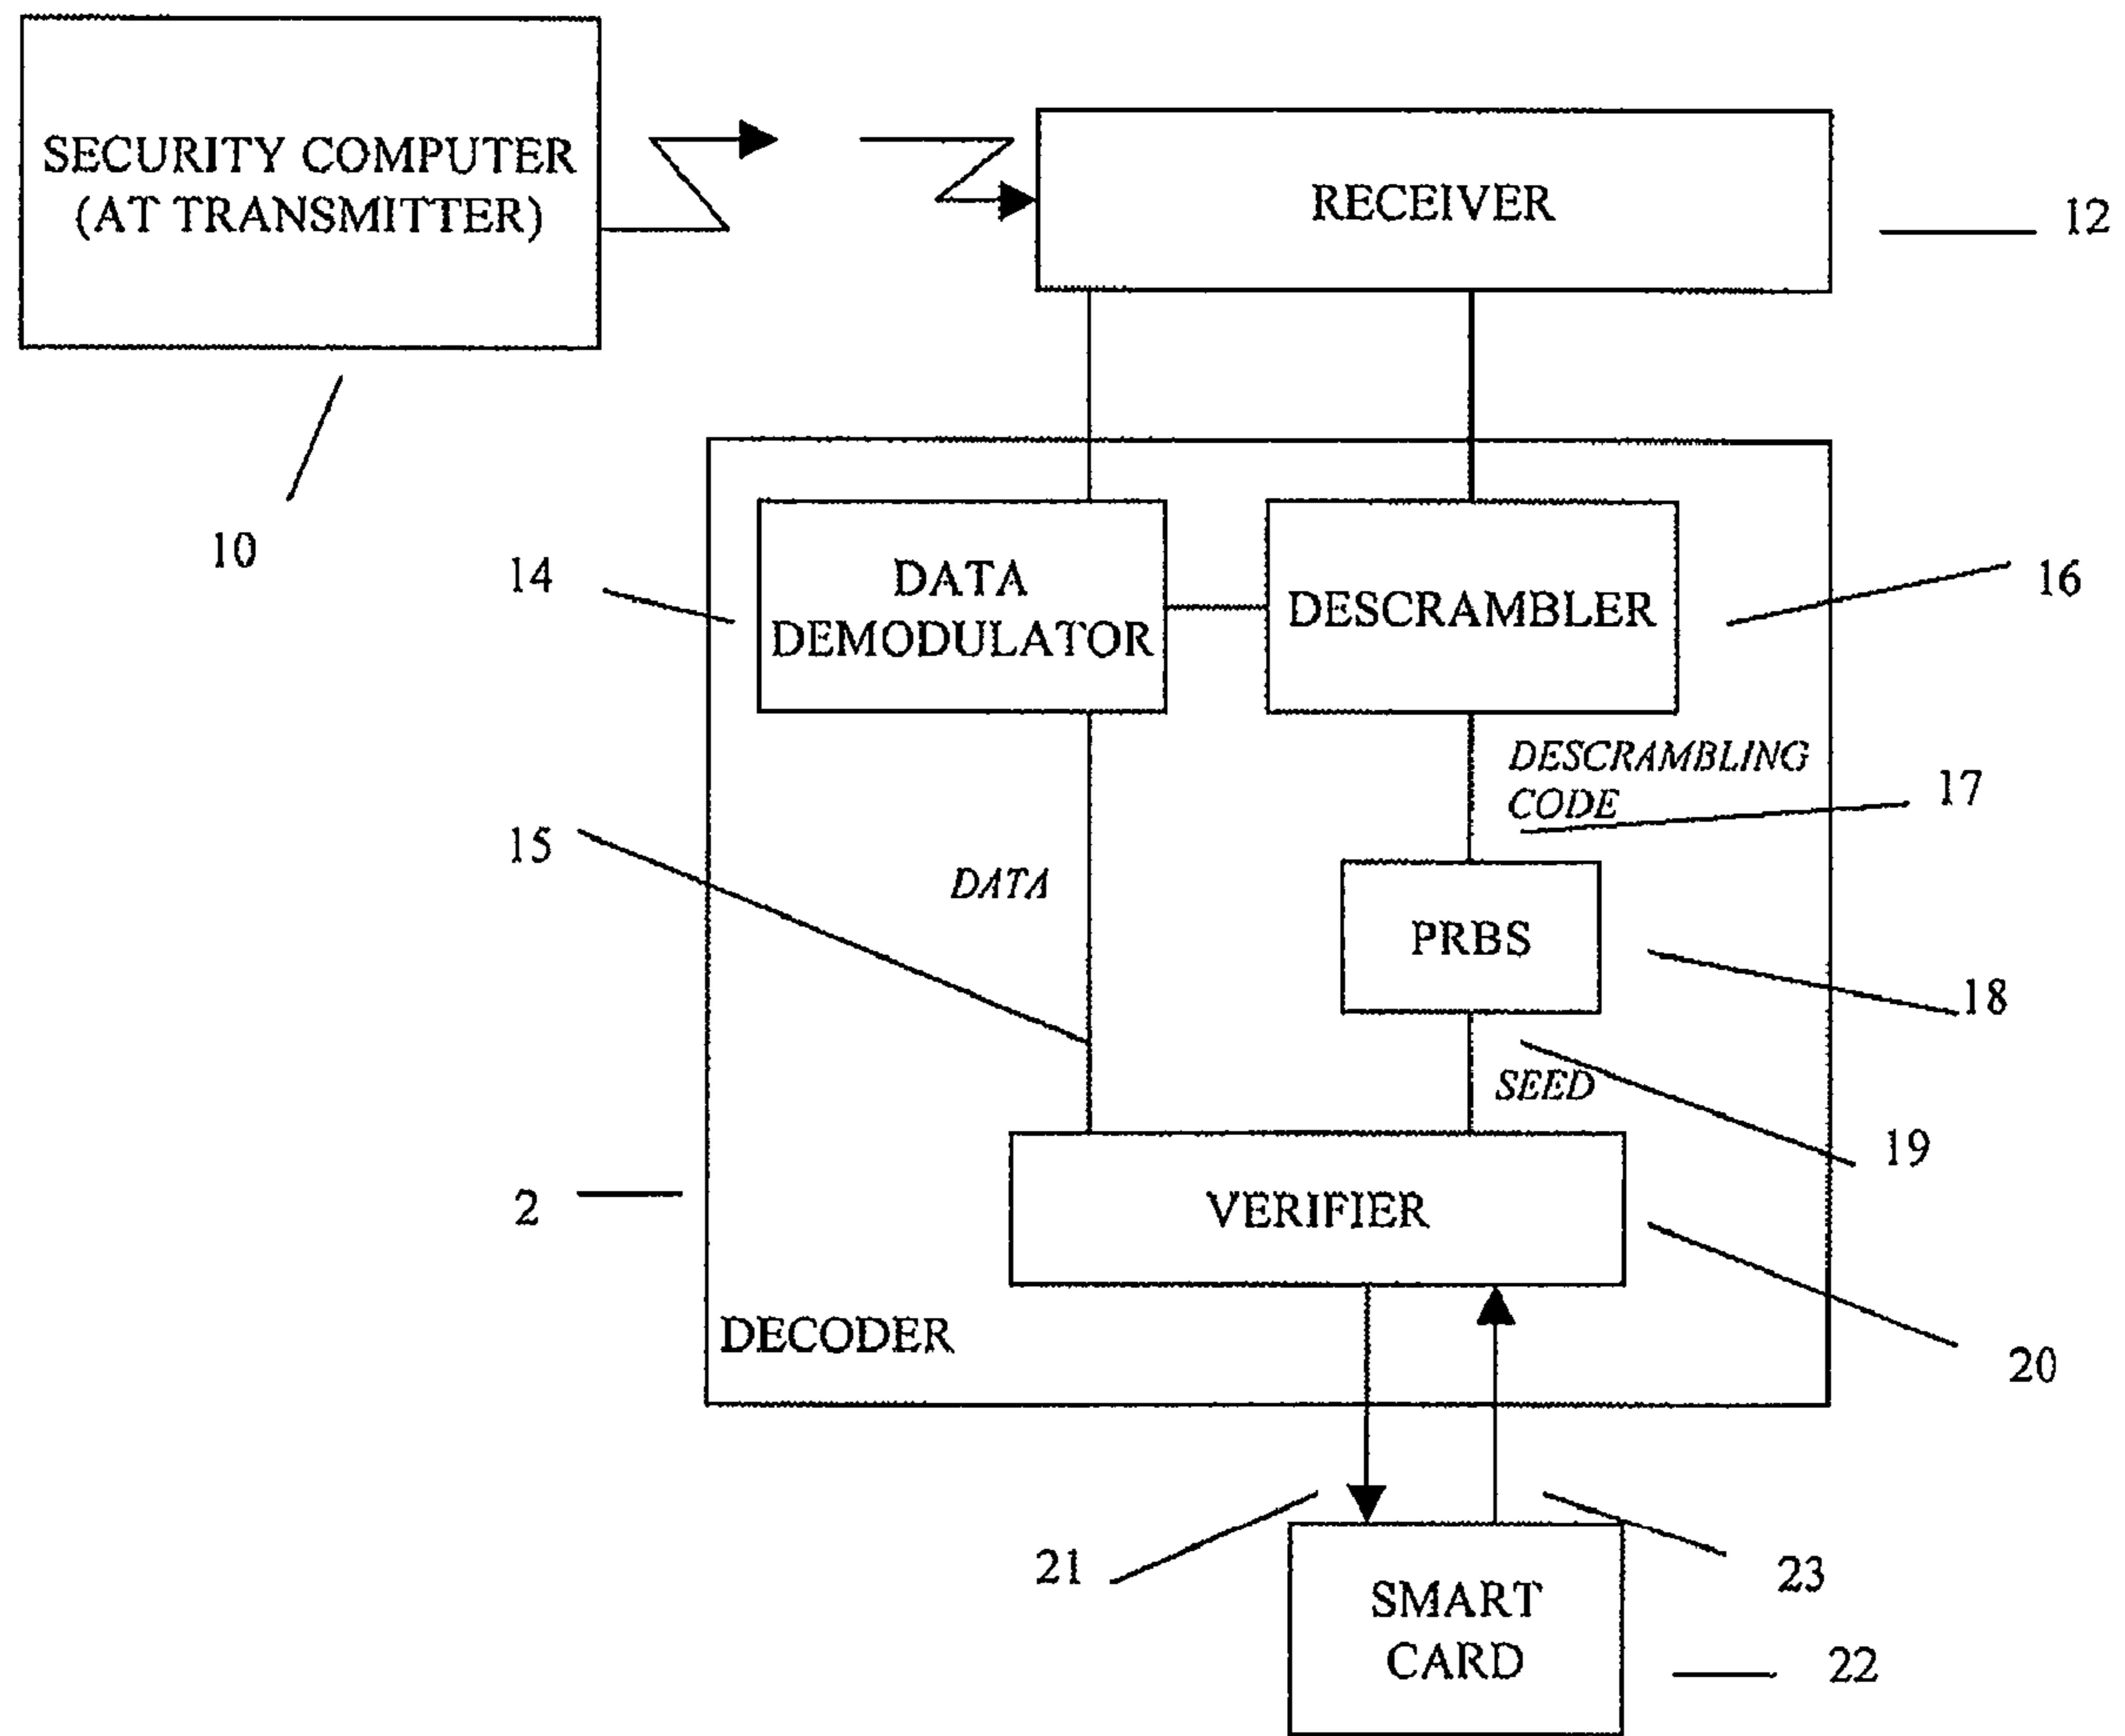 SECURITY COMPUTER
(AT TRANSMITTER)
RECEIVER
12
10
14
DATA
DEMODULATOR
DESCRAMBLER
16
DESCRAMBLING
CODE
17
15
DATA
PRBS
18
SEED
19
2
VERIFIER
DECODER
20
21
23
SMART
CARD
22